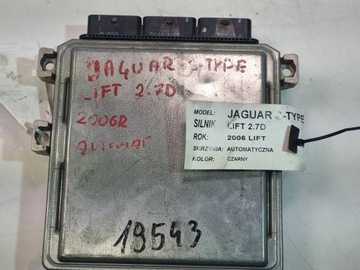 JAGUAR S-TYPE
LIFT 2.7D
2006R
AUTOMAT
MODEL: JAGUAR S-TYPE
SILNIK: LIFT 2.7D
ROK: 2006 LIFT
SKRZYNIA: AUTOMATYCZNA
KOLOR: CZARNY
19543